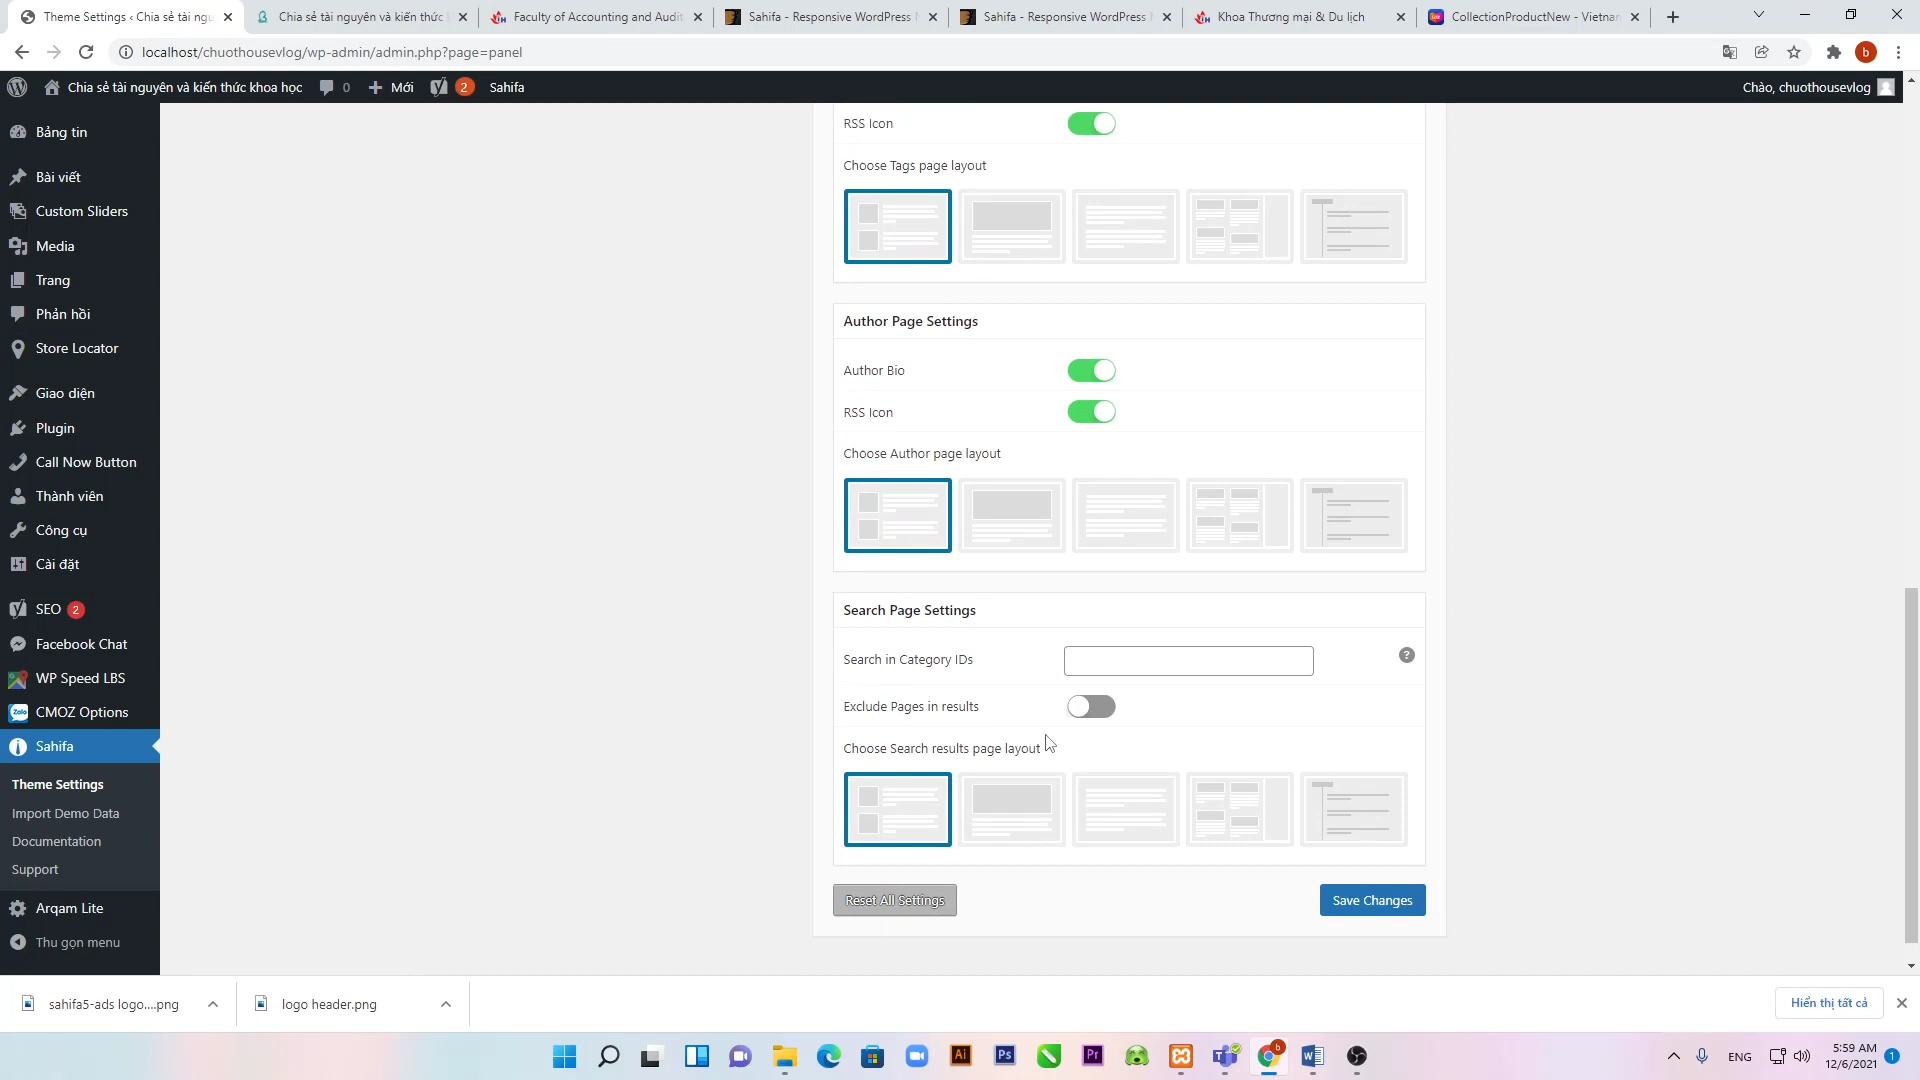 Theme Settings ‹ Chia sẻ tài ngu
Chia sẻ tài nguyên và kiến thức
Faculty of Accounting and Audit
Sahifa - Responsive WordPress
Sahifa - Responsive WordPress
Khoa Thương mại & Du lịch
CollectionProductNew - Vietnam
localhost/chuothousevlog/wp-admin/admin.php?page=panel
b
Chia sẻ tài nguyên và kiến thức khoa học
0
Mới
2
Sahifa
Chào, chuothousevlog
Bảng tin
Bài viết
Custom Sliders
Media
Trang
Phản hồi
Store Locator
Giao diện
Plugin
Call Now Button
Thành viên
Công cụ
Cài đặt
SEO 2
Facebook Chat
WP Speed LBS
Zalo
CMOZ Options
Sahifa
Theme Settings
Import Demo Data
Documentation
Support
Arqam Lite
Thu gọn menu
RSS Icon
Choose Tags page layout
Author Page Settings
Author Bio
RSS Icon
Choose Author page layout
Search Page Settings
Search in Category IDs
?
Exclude Pages in results
Choose Search results page layout
Reset All Settings
Save Changes
sahifa5-ads logo....png
logo header.png
Hiển thị tất cả
Ai
Ps
Pr
b
W
ENG
5:59 AM
12/6/2021
1